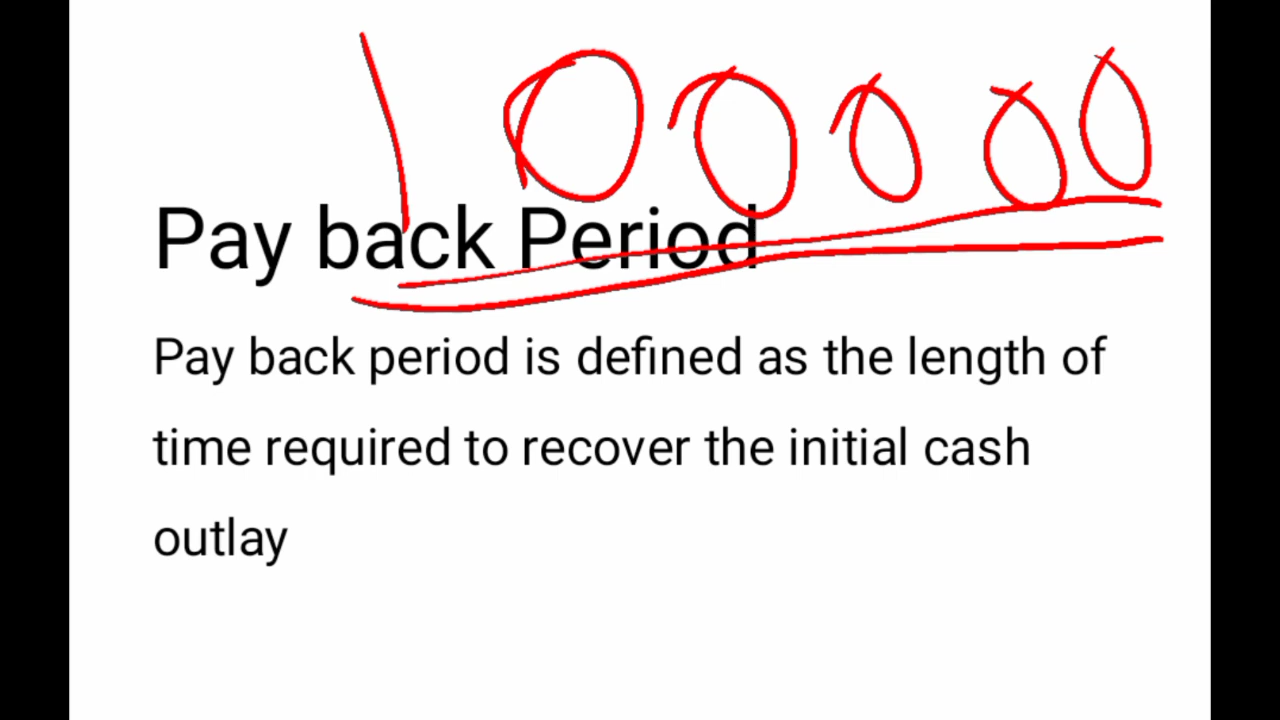 100000
Pay back Period
Pay back period is defined as the length of
time required to recover the initial cash
outlay